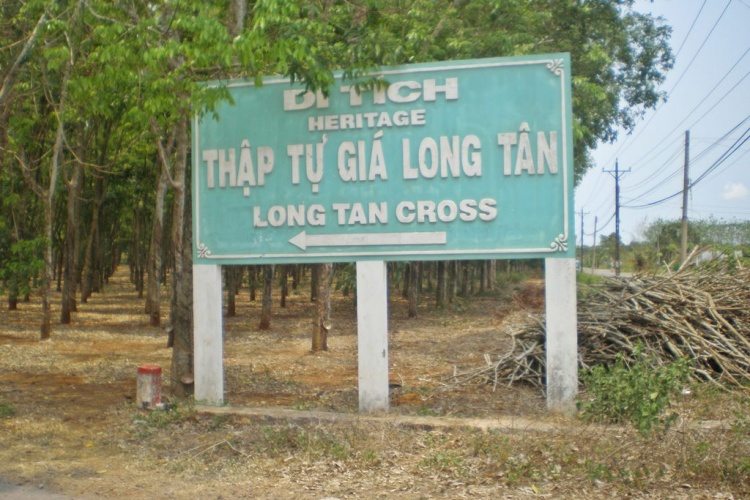 DI TÍCH
HERITAGE
THẬP TỰ GIÁ LONG TÂN
LONG TAN CROSS